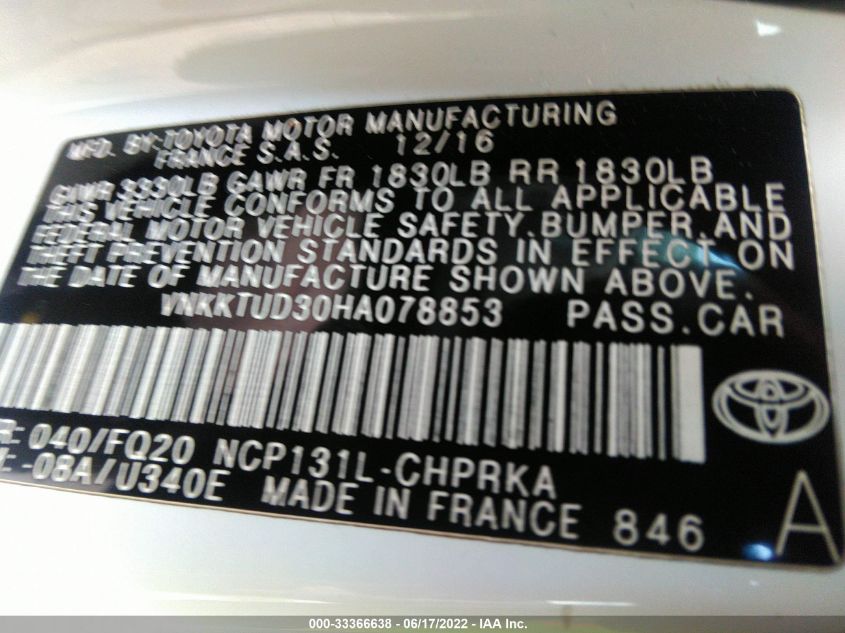 MFD. BY: TOYOTA MOTOR MANUFACTURING
FRANCE S.A.S. 12/16
GVWR 3330LB GAWR FR 1830LB RR 1830LB
THIS VEHICLE CONFORMS TO ALL APPLICABLE
FEDERAL MOTOR VEHICLE SAFETY, BUMPER, AND
THEFT PREVENTION STANDARDS IN EFFECT ON
THE DATE OF MANUFACTURE SHOWN ABOVE.
VNKKTUD30HA078853 PASS.CAR
R: 040/FQ20 NCP131L-CHPRKA
-08A/U340E MADE IN FRANCE 846 A
000-33366638 - 06/17/2022 - IAA Inc.